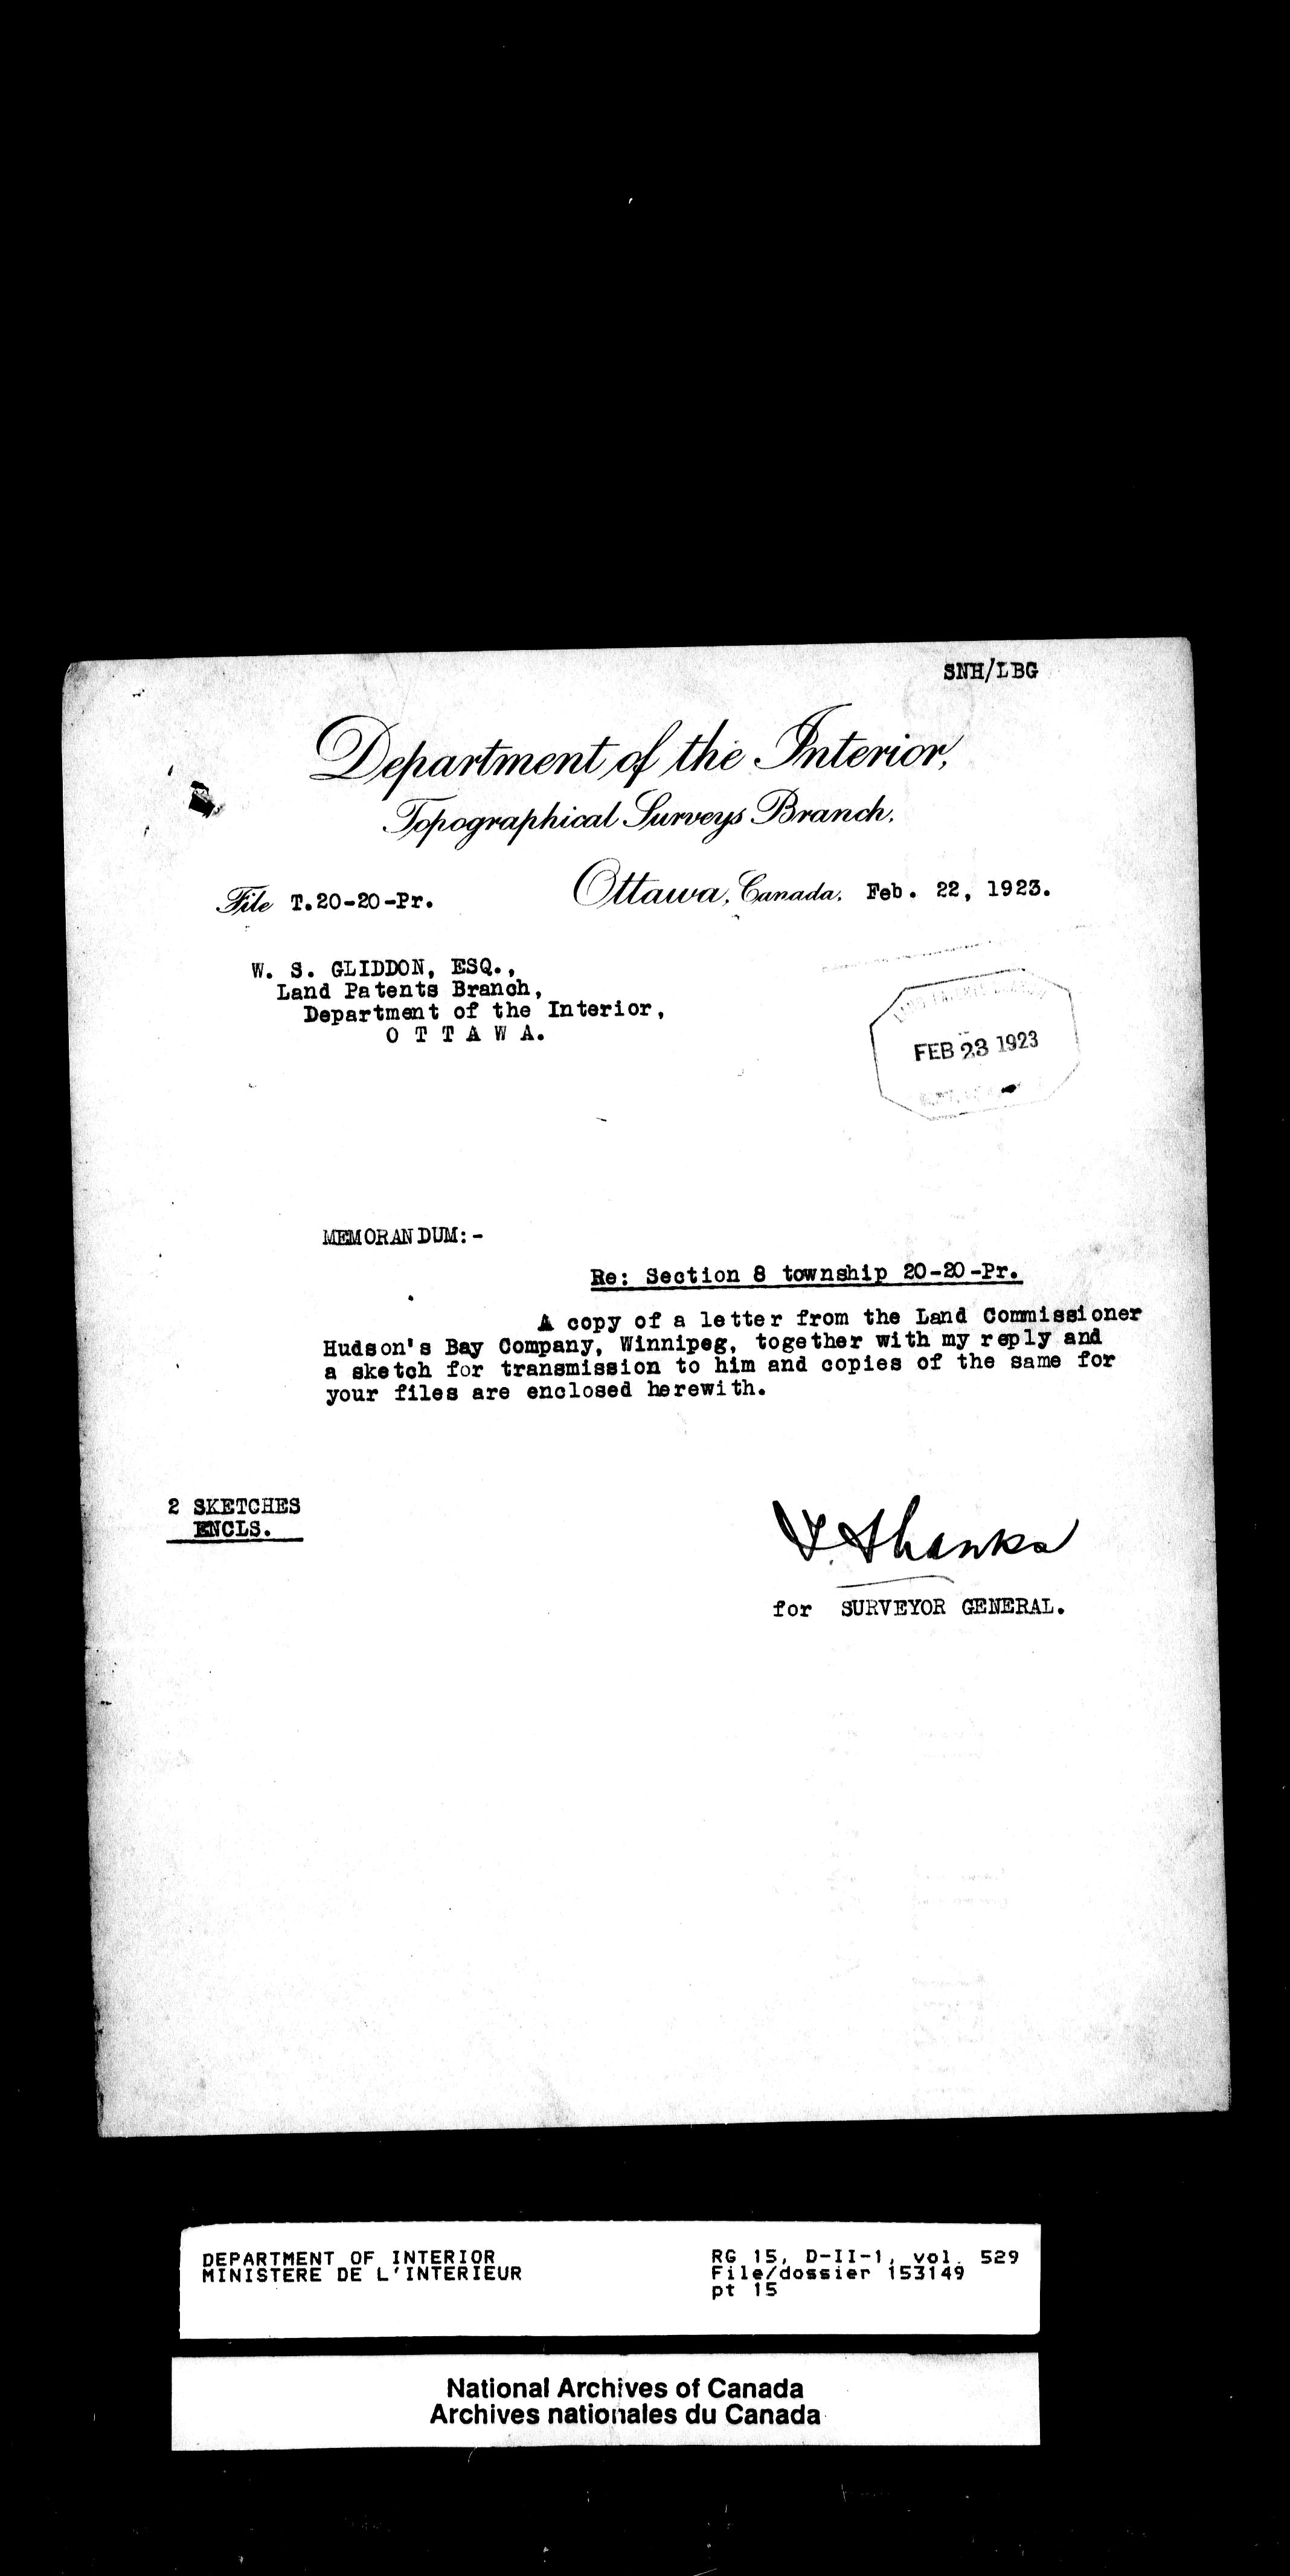 SNH/LBG
Department of the Interior,
Topographical Surveys Branch,
Ottawa, Canada. Feb. 22, 1923.
File T.20-20-Pr.
W. S. GLIDDON, ESQ.,
Land Patents Branch,
Department of the Interior,
O T T A W A.
FEB 23 1923
MEMORANDUM:-
Re: Section 8 township 20-20-Pr.
A copy of a letter from the Land Commissioner
Hudson's Bay Company, Winnipeg, together with my reply and
a sketch for transmission to him and copies of the same for
your files are enclosed herewith.
2 SKETCHES
ENCLS.
T. Shanks
for SURVEYOR GENERAL.
DEPARTMENT OF INTERIOR
MINISTERE DE L'INTERIEUR
RG 15, D-II-1, vol. 529
File/dossier 153149
pt 15
National Archives of Canada
Archives nationales du Canada